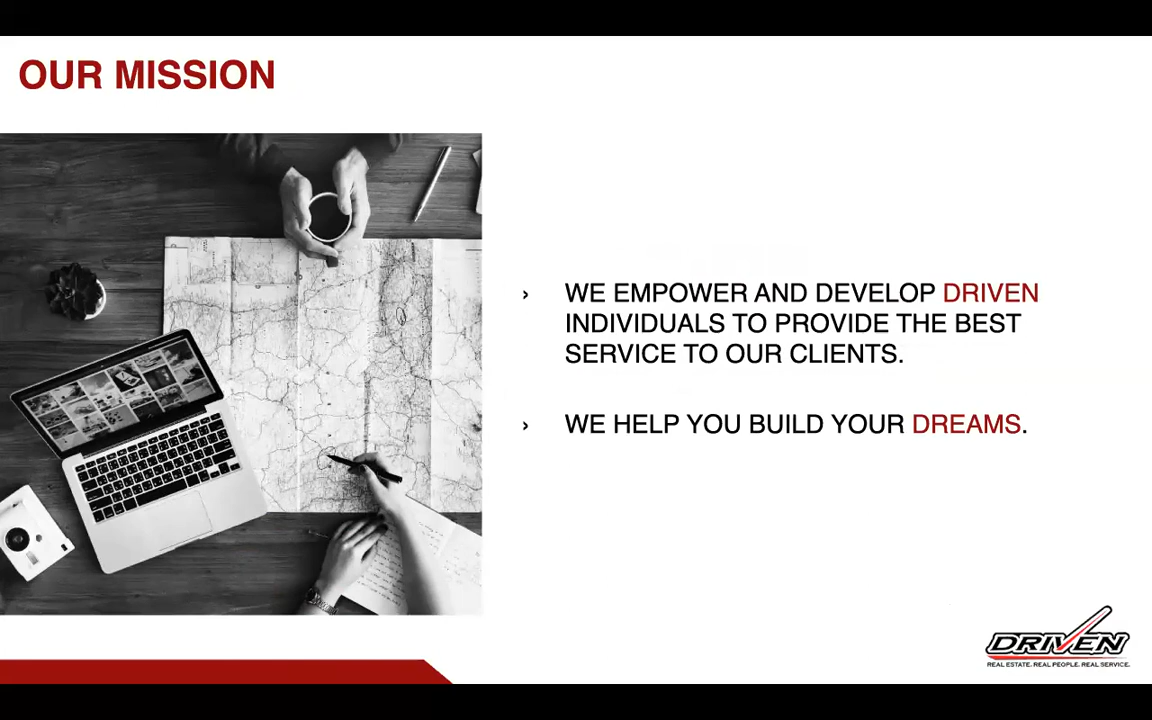 OUR MISSION
› WE EMPOWER AND DEVELOP DRIVEN
INDIVIDUALS TO PROVIDE THE BEST
SERVICE TO OUR CLIENTS.
› WE HELP YOU BUILD YOUR DREAMS.
DRIVEN
REAL ESTATE. REAL PEOPLE. REAL SERVICE.